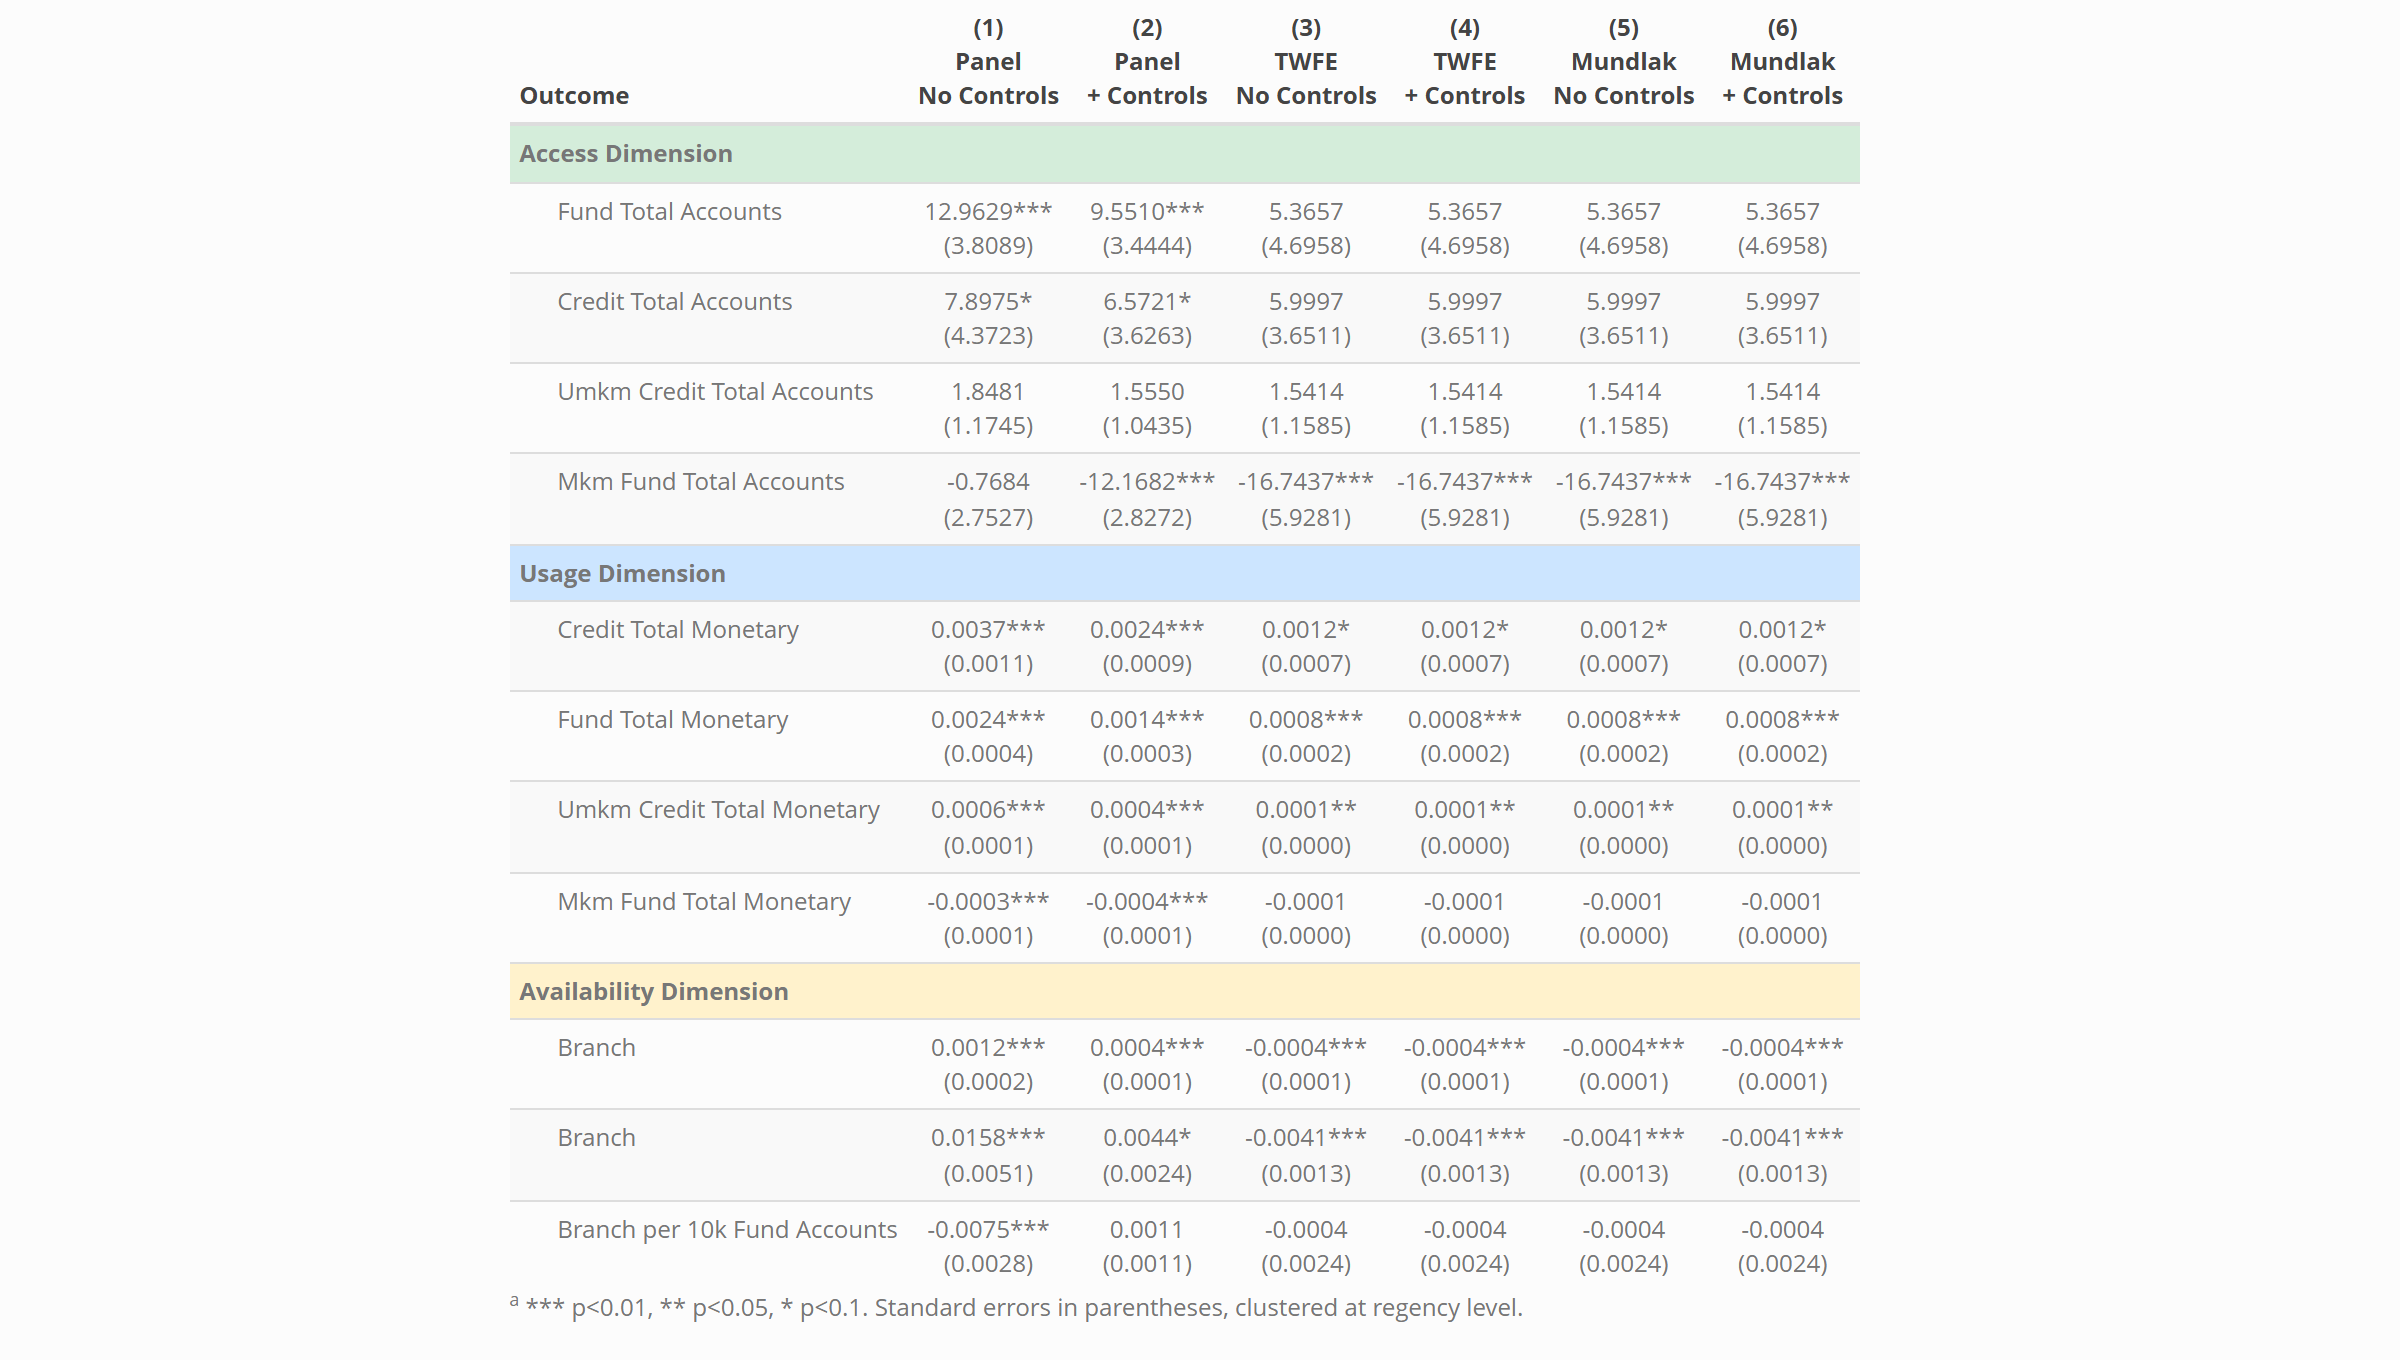 (1) (2) (3) (4) (5) (6)
Panel Panel TWFE TWFE Mundlak Mundlak
Outcome No Controls + Controls No Controls + Controls No Controls + Controls
Access Dimension
Fund Total Accounts 12.9629*** 9.5510*** 5.3657 5.3657 5.3657 5.3657
(3.8089) (3.4444) (4.6958) (4.6958) (4.6958) (4.6958)
Credit Total Accounts 7.8975* 6.5721* 5.9997 5.9997 5.9997 5.9997
(4.3723) (3.6263) (3.6511) (3.6511) (3.6511) (3.6511)
Umkm Credit Total Accounts 1.8481 1.5550 1.5414 1.5414 1.5414 1.5414
(1.1745) (1.0435) (1.1585) (1.1585) (1.1585) (1.1585)
Mkm Fund Total Accounts -0.7684 -12.1682*** -16.7437*** -16.7437*** -16.7437*** -16.7437***
(2.7527) (2.8272) (5.9281) (5.9281) (5.9281) (5.9281)
Usage Dimension
Credit Total Monetary 0.0037*** 0.0024*** 0.0012* 0.0012* 0.0012* 0.0012*
(0.0011) (0.0009) (0.0007) (0.0007) (0.0007) (0.0007)
Fund Total Monetary 0.0024*** 0.0014*** 0.0008*** 0.0008*** 0.0008*** 0.0008***
(0.0004) (0.0003) (0.0002) (0.0002) (0.0002) (0.0002)
Umkm Credit Total Monetary 0.0006*** 0.0004*** 0.0001** 0.0001** 0.0001** 0.0001**
(0.0001) (0.0001) (0.0000) (0.0000) (0.0000) (0.0000)
Mkm Fund Total Monetary -0.0003*** -0.0004*** -0.0001 -0.0001 -0.0001 -0.0001
(0.0001) (0.0001) (0.0000) (0.0000) (0.0000) (0.0000)
Availability Dimension
Branch 0.0012*** 0.0004*** -0.0004*** -0.0004*** -0.0004*** -0.0004***
(0.0002) (0.0001) (0.0001) (0.0001) (0.0001) (0.0001)
Branch 0.0158*** 0.0044* -0.0041*** -0.0041*** -0.0041*** -0.0041***
(0.0051) (0.0024) (0.0013) (0.0013) (0.0013) (0.0013)
Branch per 10k Fund Accounts -0.0075*** 0.0011 -0.0004 -0.0004 -0.0004 -0.0004
(0.0028) (0.0011) (0.0024) (0.0024) (0.0024) (0.0024)
a *** p<0.01, ** p<0.05, * p<0.1. Standard errors in parentheses, clustered at regency level.